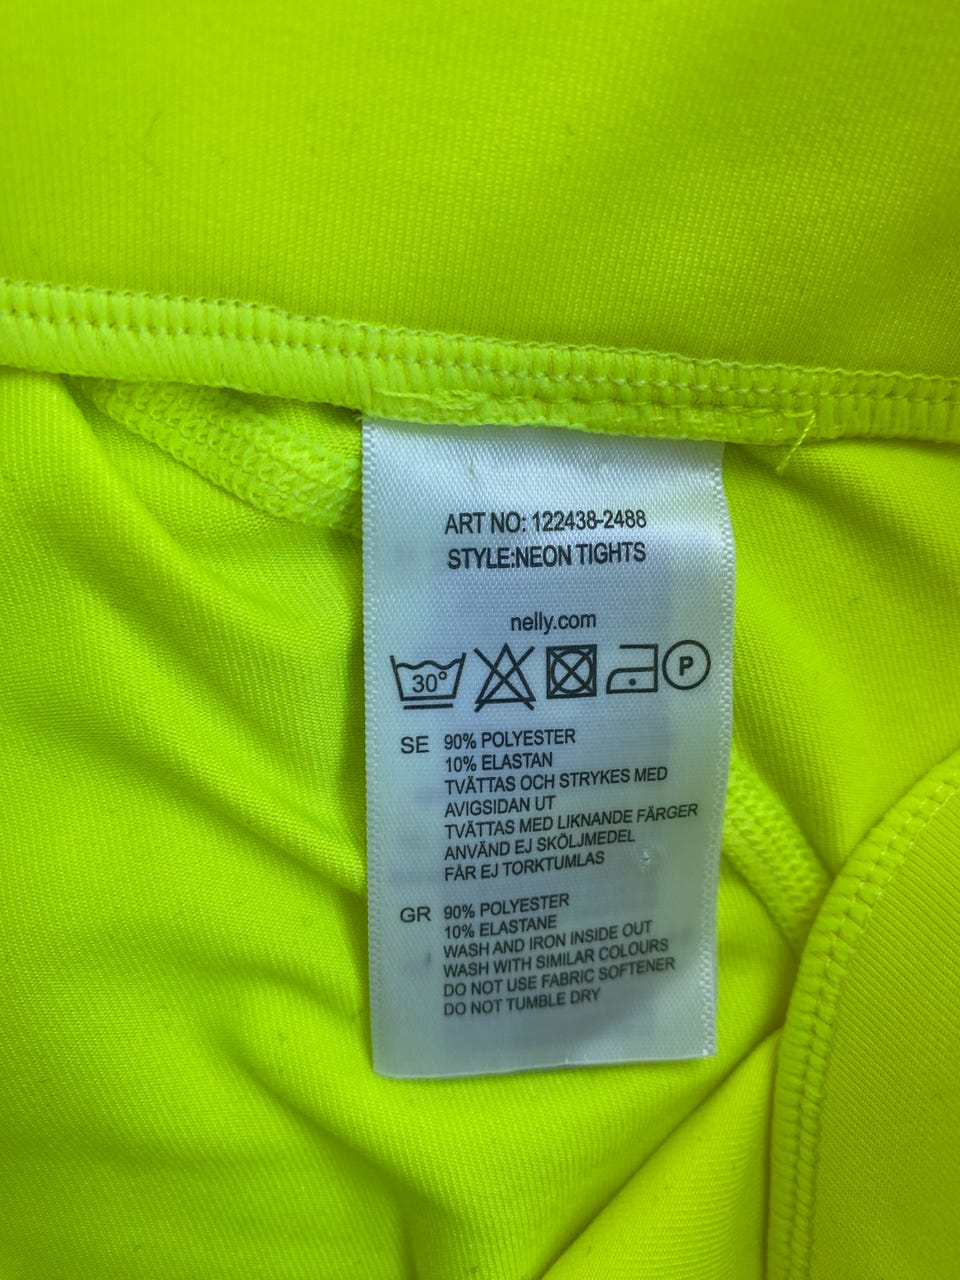 ART NO: 122438-2488
STYLE:NEON TIGHTS
nelly.com
30° P
SE 90% POLYESTER
10% ELASTAN
TVÄTTAS OCH STRYKES MED
AVIGSIDAN UT
TVÄTTAS MED LIKNANDE FÄRGER
ANVÄND EJ SKÖLJMEDEL
FÅR EJ TORKTUMLAS
GR 90% POLYESTER
10% ELASTANE
WASH AND IRON INSIDE OUT
WASH WITH SIMILAR COLOURS
DO NOT USE FABRIC SOFTENER
DO NOT TUMBLE DRY